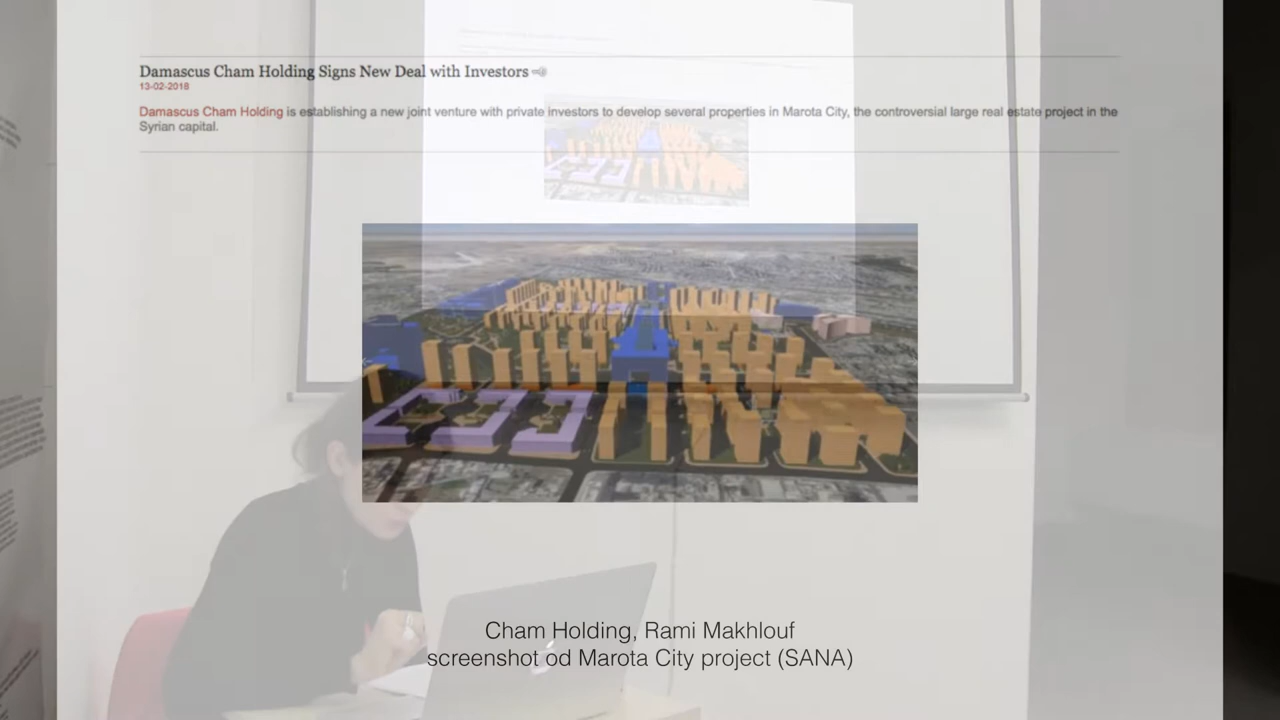 Damascus Cham Holding Signs New Deal with Investors
13-02-2018
Damascus Cham Holding is establishing a new joint venture with private investors to develop several properties in Marota City, the controversial large real estate project in the
Syrian capital.
Cham Holding, Rami Makhlouf
screenshot od Marota City project (SANA)